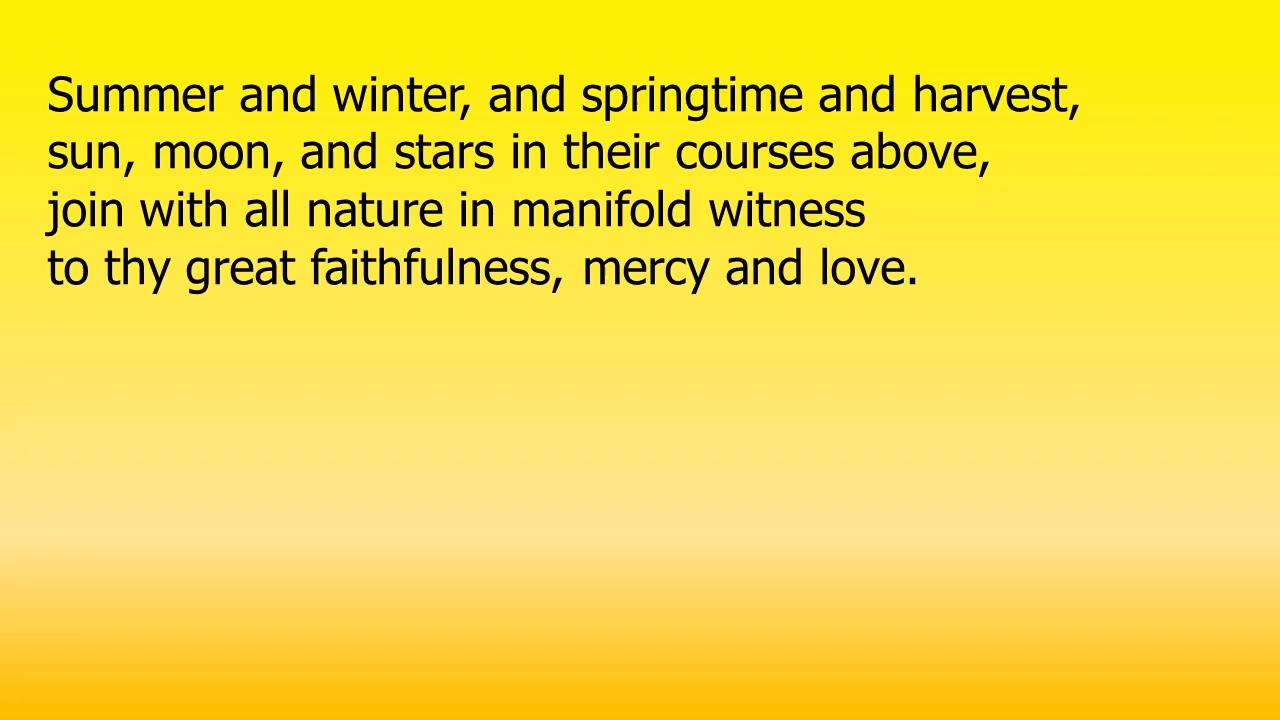 Summer and winter, and springtime and harvest,
sun, moon, and stars in their courses above,
join with all nature in manifold witness
to thy great faithfulness, mercy and love.